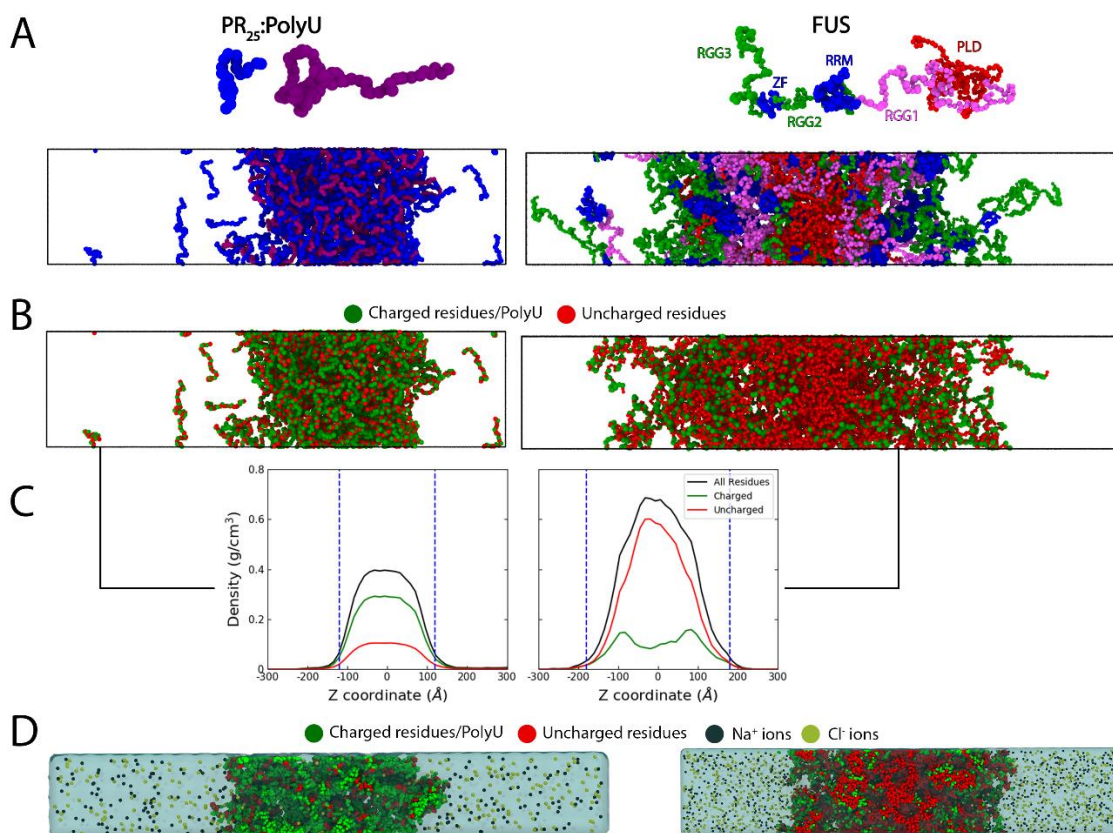 A
PR₂₅:PolyU
FUS
RGG3
ZF
RRM
RGG2
RGG1
PLD
B
Charged residues/PolyU
Uncharged residues
C
Density (g/cm³)
0.8
0.6
0.4
0.2
0
-300 -200 -100 0 100 200 300
Z coordinate (Å)
All Residues
Charged
Uncharged
-300 -200 -100 0 100 200 300
Z coordinate (Å)
D
Charged residues/PolyU
Uncharged residues
Na⁺ ions
Cl⁻ ions